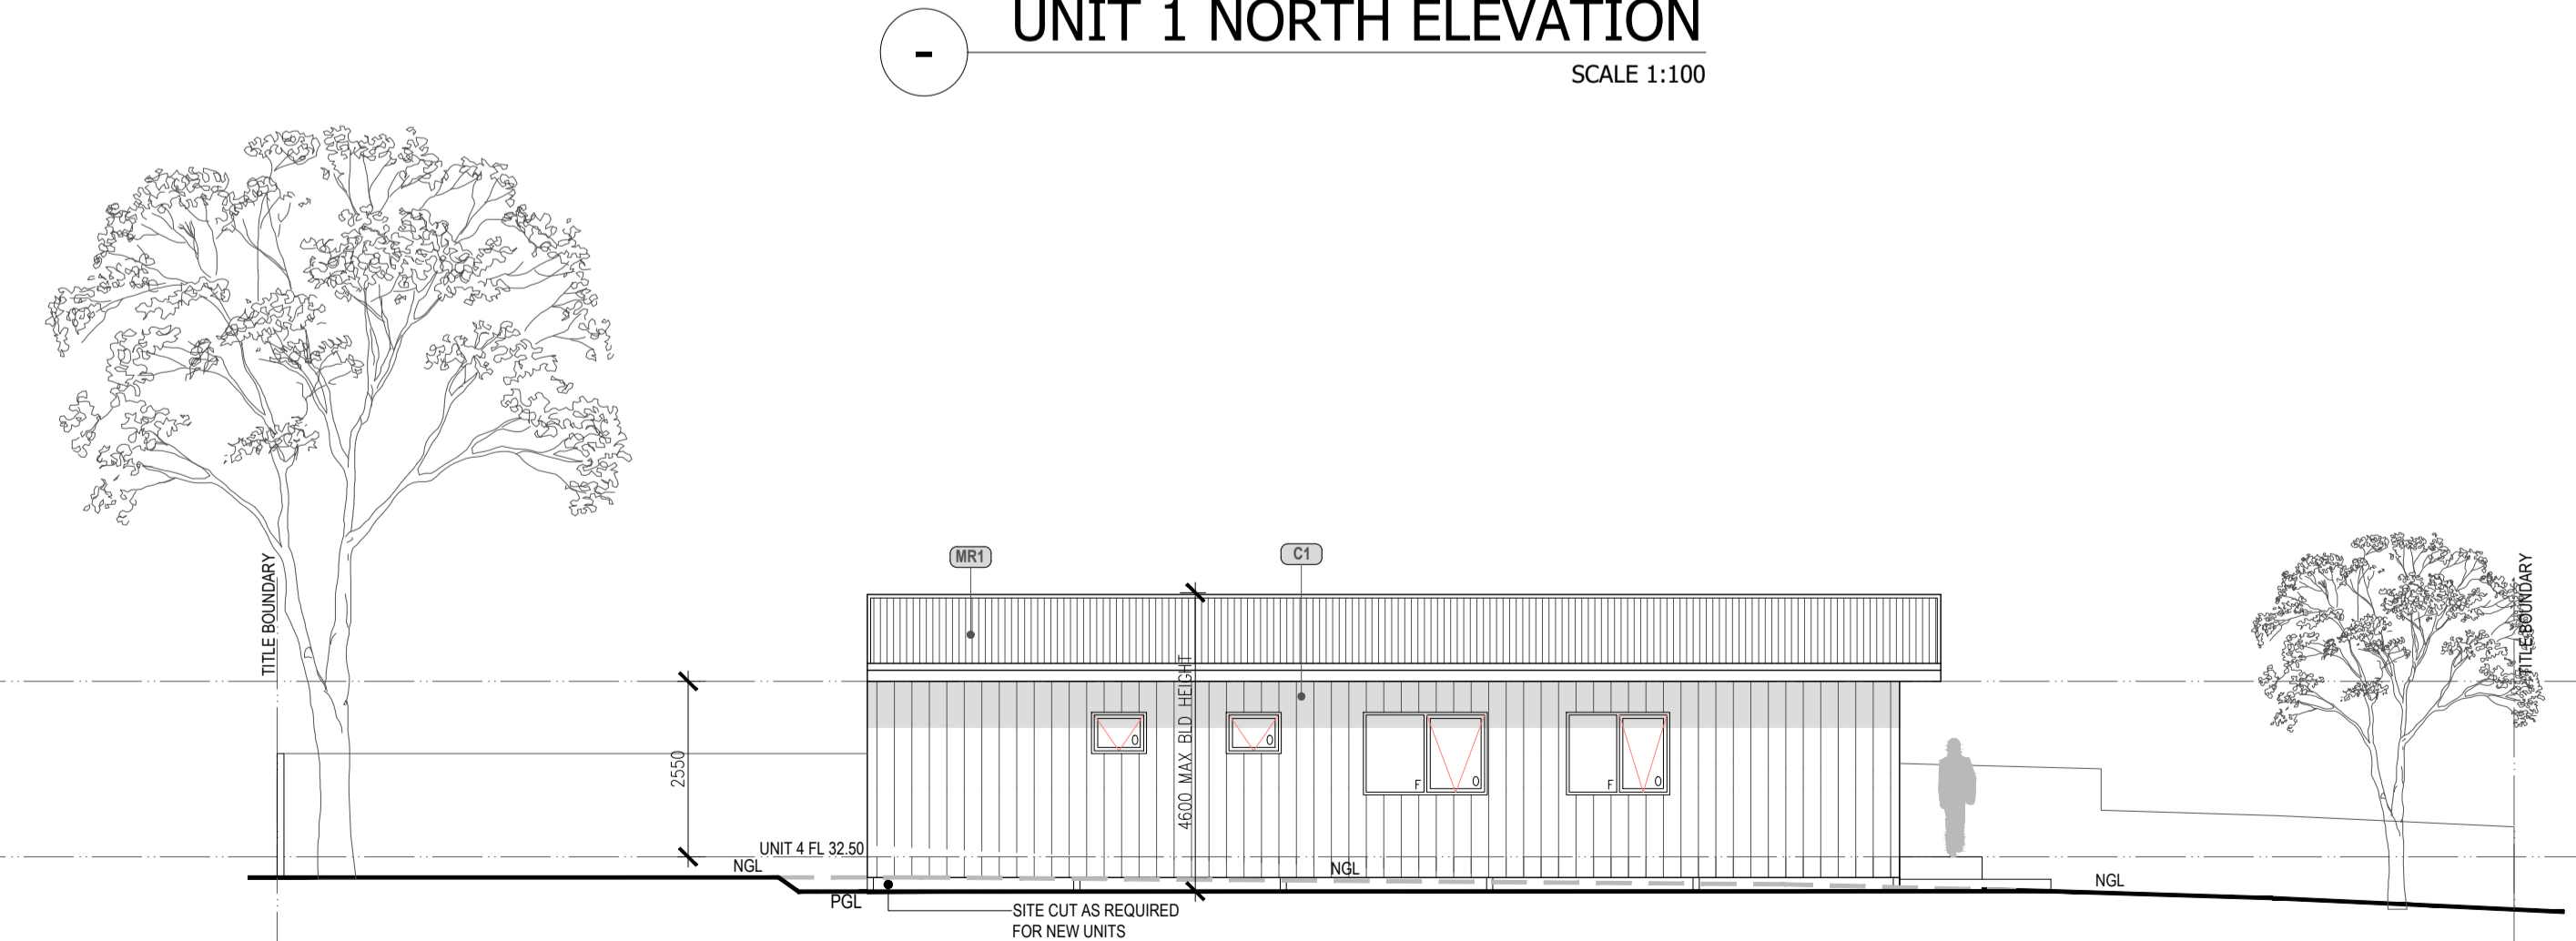 UNIT 1 NORTH ELEVATION
-
SCALE 1:100
MR1
C1
TITLE BOUNDARY
TITLE BOUNDARY
2550
4600 MAX BLD HEIGHT
O
O
F
O
F
O
UNIT 4 FL 32.50
NGL
NGL
NGL
PGL
SITE CUT AS REQUIRED
FOR NEW UNITS